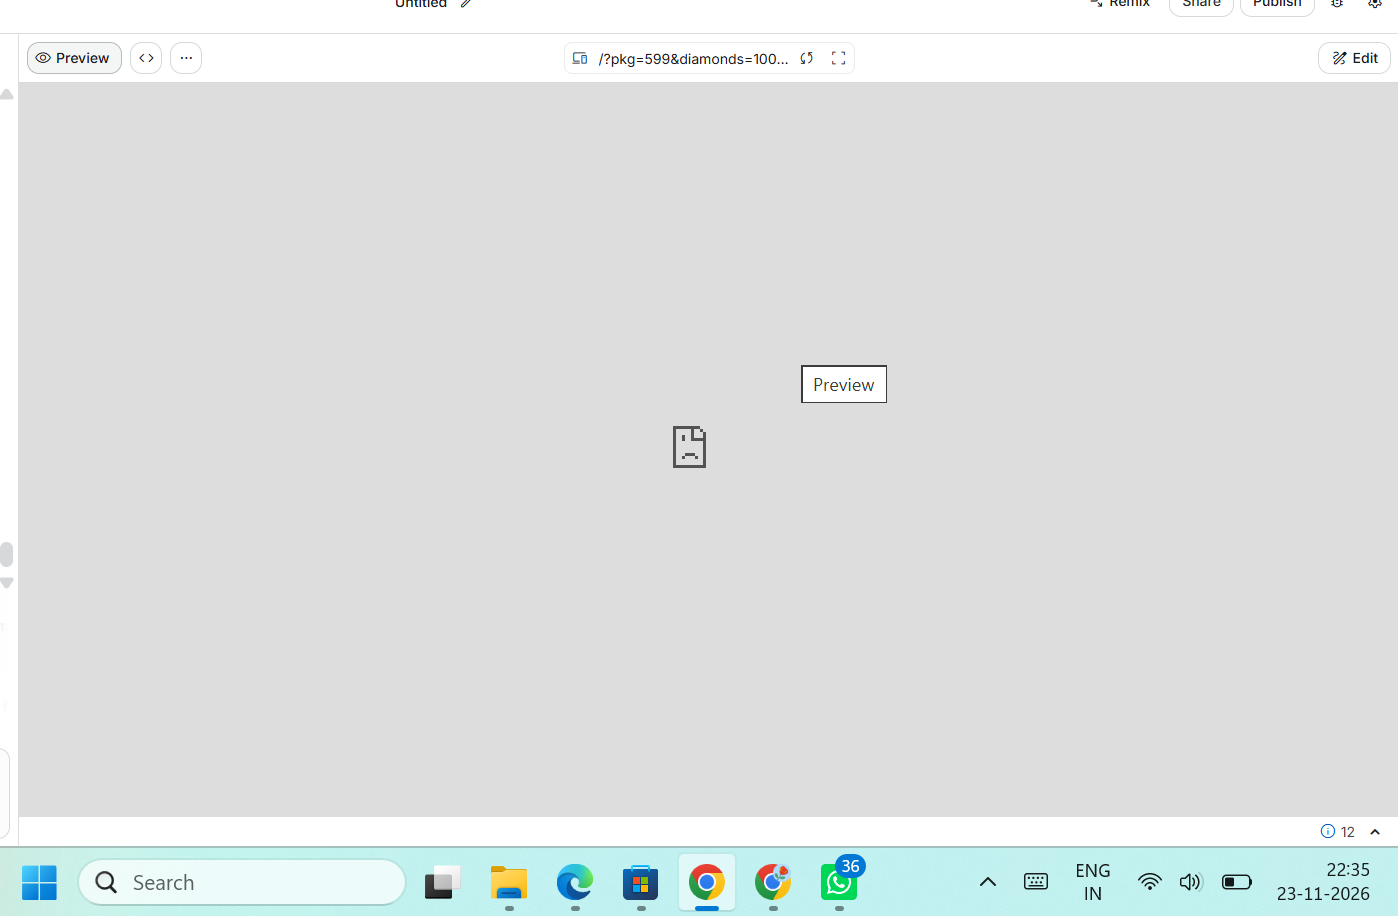 Untitled
Remix
Share
Publish
Preview
/?pkg=599&diamonds=100...
Edit
Preview
12
Search
36
ENG
IN
22:35
23-11-2026